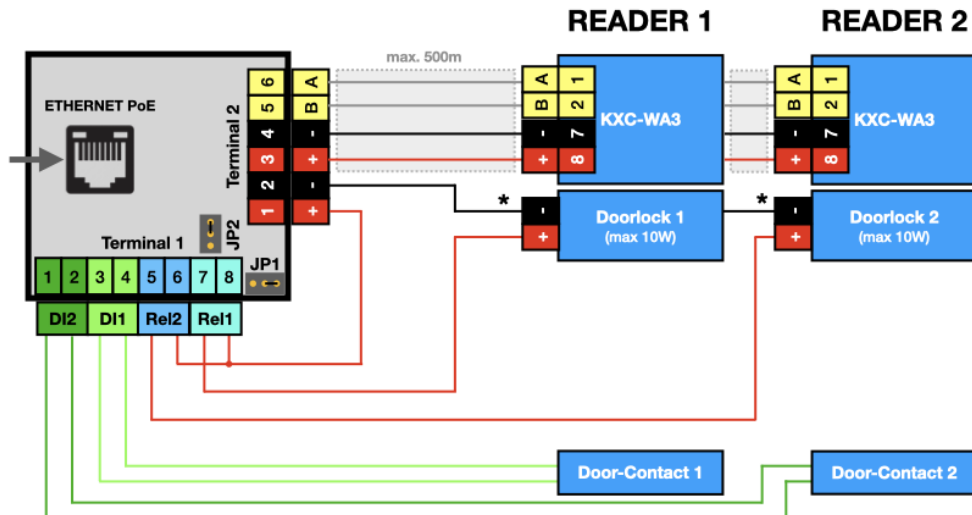 READER 1
READER 2
max. 500m
ETHERNET PoE
Terminal 2
6 A
5 B
4 -
3 +
2 -
1 +
A 1
B 2
- 7
+ 8
KXC-WA3
A 1
B 2
- 7
+ 8
KXC-WA3
*
-
+
Doorlock 1
(max 10W)
*
-
+
Doorlock 2
(max 10W)
JP2
Terminal 1
JP1
1 2 3 4 5 6 7 8
DI2 DI1 Rel2 Rel1
Door-Contact 1
Door-Contact 2